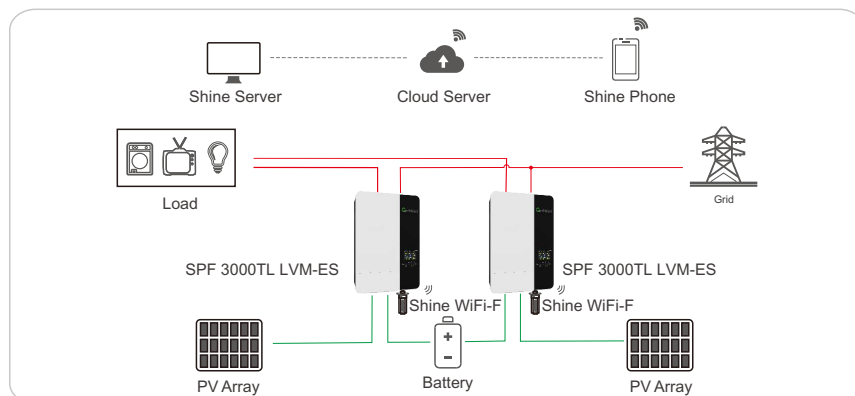 Shine Server
Cloud Server
Shine Phone
Load
Grid
SPF 3000TL LVM-ES
SPF 3000TL LVM-ES
Shine WiFi-F
Shine WiFi-F
PV Array
Battery
PV Array